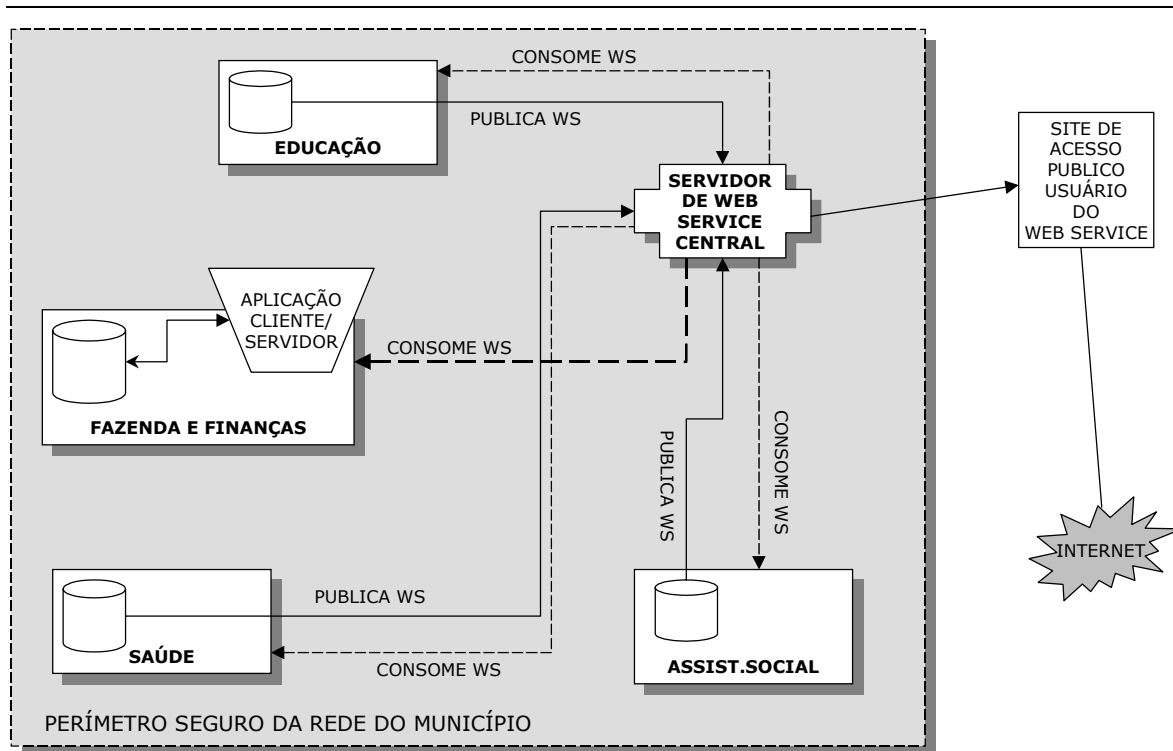 CONSOME WS
PUBLICA WS
EDUCAÇÃO
SERVIDOR
DE WEB
SERVICE
CENTRAL
SITE DE
ACESSO
PUBLICO
USUÁRIO
DO
WEB SERVICE
APLICAÇÃO
CLIENTE/
SERVIDOR
CONSOME WS
FAZENDA E FINANÇAS
PUBLICA WS
CONSOME WS
INTERNET
PUBLICA WS
SAÚDE
CONSOME WS
ASSIST.SOCIAL
PERÍMETRO SEGURO DA REDE DO MUNICÍPIO